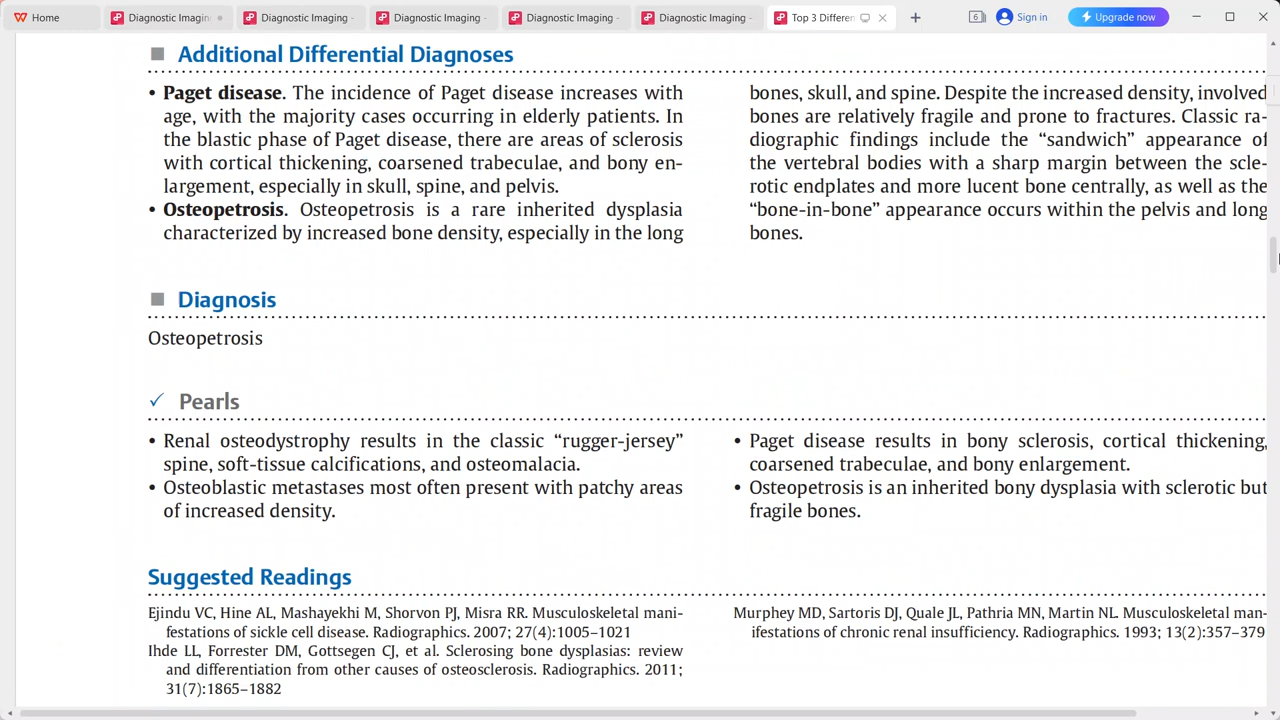 Home
Diagnostic Imagin
Diagnostic Imaging -
Diagnostic Imaging -
Diagnostic Imaging -
Diagnostic Imaging -
Top 3 Differen
6
Sign in
Upgrade now
Additional Differential Diagnoses
• Paget disease. The incidence of Paget disease increases with
age, with the majority cases occurring in elderly patients. In
the blastic phase of Paget disease, there are areas of sclerosis
with cortical thickening, coarsened trabeculae, and bony en-
largement, especially in skull, spine, and pelvis.
• Osteopetrosis. Osteopetrosis is a rare inherited dysplasia
characterized by increased bone density, especially in the long
bones, skull, and spine. Despite the increased density, involved
bones are relatively fragile and prone to fractures. Classic ra-
diographic findings include the “sandwich” appearance of
the vertebral bodies with a sharp margin between the scle-
rotic endplates and more lucent bone centrally, as well as the
“bone-in-bone” appearance occurs within the pelvis and long
bones.
Diagnosis
Osteopetrosis
✓ Pearls
• Renal osteodystrophy results in the classic “rugger-jersey”
spine, soft-tissue calcifications, and osteomalacia.
• Osteoblastic metastases most often present with patchy areas
of increased density.
• Paget disease results in bony sclerosis, cortical thickening,
coarsened trabeculae, and bony enlargement.
• Osteopetrosis is an inherited bony dysplasia with sclerotic but
fragile bones.
Suggested Readings
Ejindu VC, Hine AL, Mashayekhi M, Shorvon PJ, Misra RR. Musculoskeletal mani-
festations of sickle cell disease. Radiographics. 2007; 27(4):1005–1021
Ihde LL, Forrester DM, Gottsegen CJ, et al. Sclerosing bone dysplasias: review
and differentiation from other causes of osteosclerosis. Radiographics. 2011;
31(7):1865–1882
Murphey MD, Sartoris DJ, Quale JL, Pathria MN, Martin NL. Musculoskeletal man-
ifestations of chronic renal insufficiency. Radiographics. 1993; 13(2):357–379